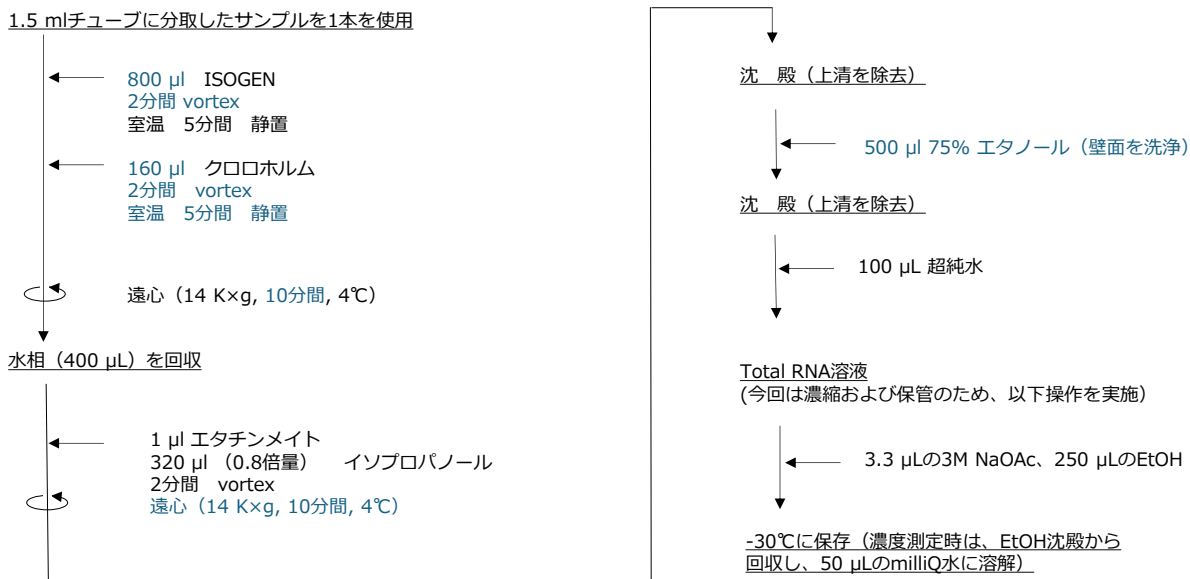 1.5 mlチューブに分取したサンプルを1本を使用
800 µl　ISOGEN
2分間 vortex
室温　5分間　静置
160 µl　クロロホルム
2分間　vortex
室温　5分間　静置
遠心（14 K×g, 10分間, 4℃）
水相（400 µL）を回収
1 µl エタチンメイト
320 µl （0.8倍量）　イソプロパノール
2分間　vortex
遠心（14 K×g, 10分間, 4℃）
沈　殿（上清を除去）
500 µl 75% エタノール（壁面を洗浄）
沈　殿（上清を除去）
100 µL 超純水
Total RNA溶液
(今回は濃縮および保管のため、以下操作を実施）
3.3 µLの3M NaOAc、250 µLのEtOH
-30℃に保存（濃度測定時は、EtOH沈殿から
回収し、50 µLのmilliQ水に溶解）